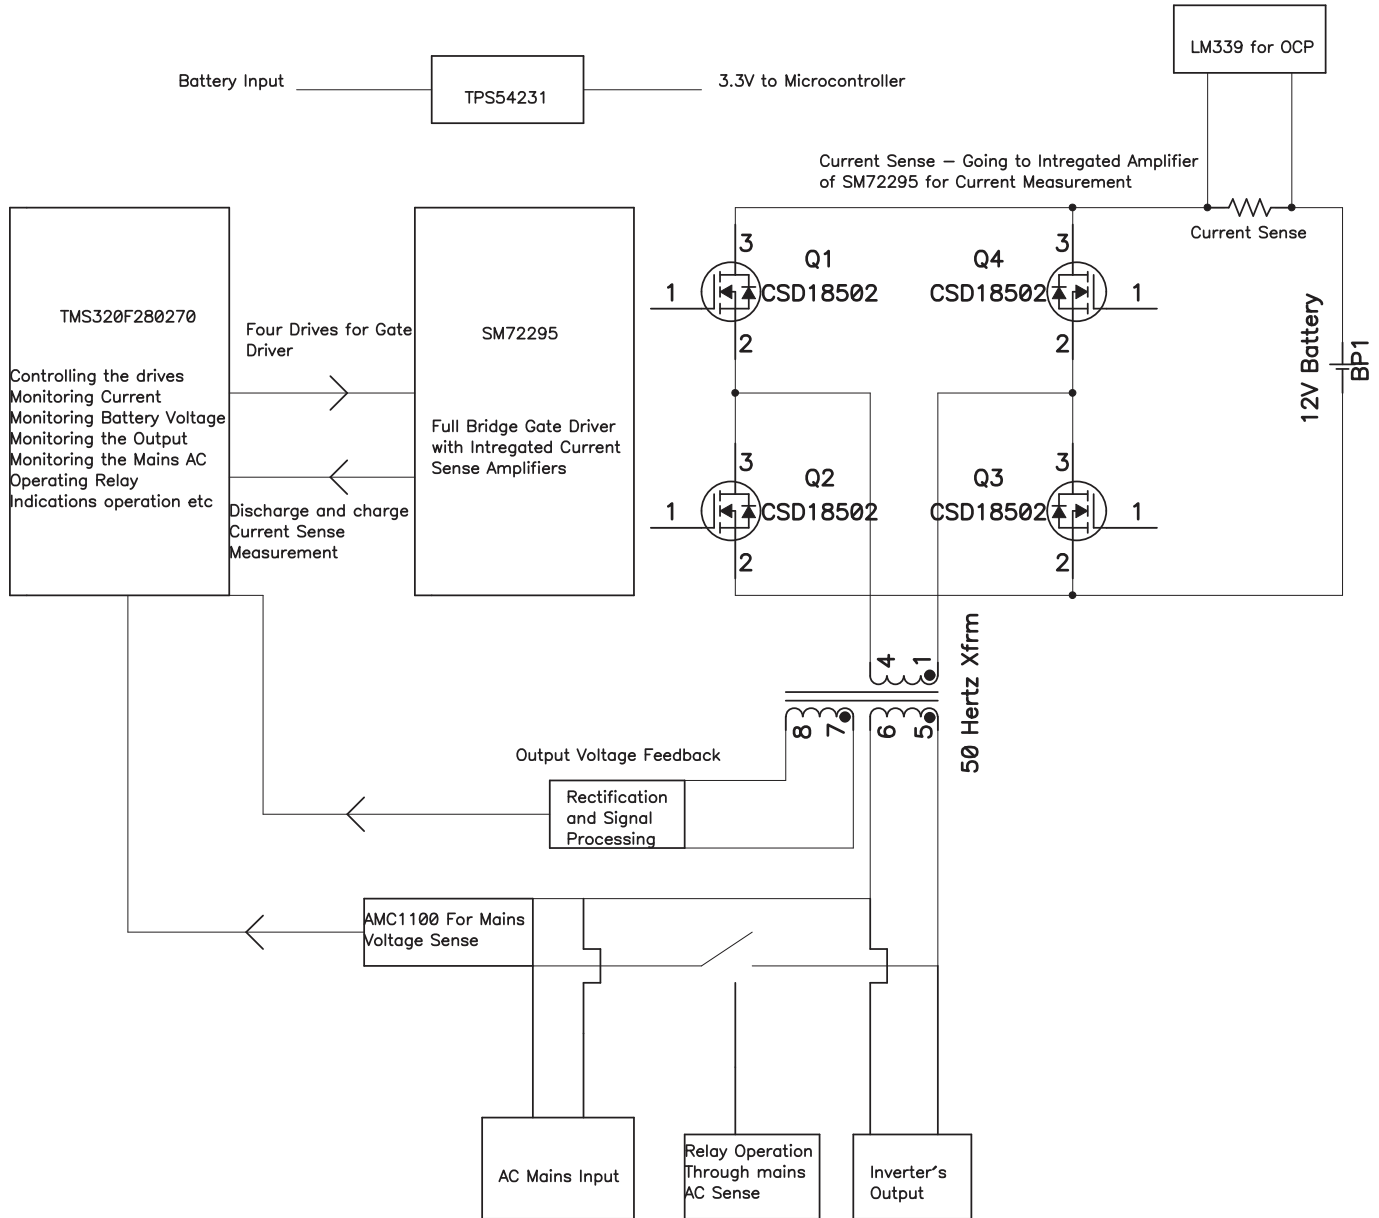 LM339 for OCP
Battery Input
TPS54231
3.3V to Microcontroller
Current Sense – Going to Intregated Amplifier
of SM72295 for Current Measurement
Current Sense
3
Q1
1
CSD18502
2
3
Q4
CSD18502
1
2
12V Battery
BP1
TMS320F280270
Controlling the drives
Monitoring Current
Monitoring Battery Voltage
Monitoring the Output
Monitoring the Mains AC
Operating Relay
Indications operation etc
Four Drives for Gate
Driver
Discharge and charge
Current Sense
Measurement
SM72295
Full Bridge Gate Driver
with Intregated Current
Sense Amplifiers
3
Q2
1
CSD18502
2
3
Q3
CSD18502
1
2
4
1
50 Hertz Xfrm
8
7
6
5
Output Voltage Feedback
Rectification
and Signal
Processing
AMC1100 For Mains
Voltage Sense
AC Mains Input
Relay Operation
Through mains
AC Sense
Inverter's
Output